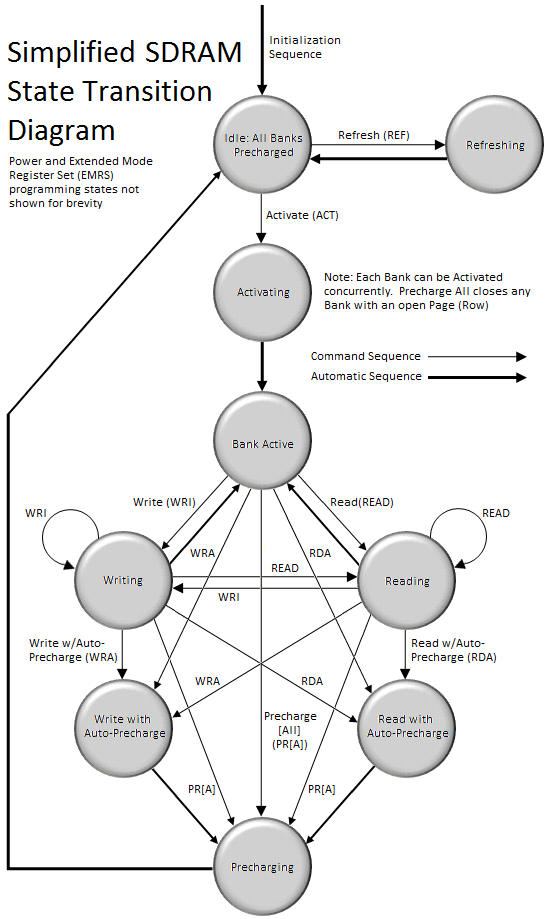 Simplified SDRAM
State Transition
Diagram
Power and Extended Mode
Register Set (EMRS)
programming states not
shown for brevity
Initialization
Sequence
Idle: All Banks
Precharged
Refresh (REF)
Refreshing
Activate (ACT)
Activating
Note: Each Bank can be Activated
concurrently. Precharge All closes any
Bank with an open Page (Row)
Command Sequence
Automatic Sequence
Bank Active
Write (WRI)
Read(READ)
WRI
READ
WRA
RDA
READ
WRI
Writing
Reading
Write w/Auto-
Precharge (WRA)
Read w/Auto-
Precharge (RDA)
WRA
RDA
Write with
Auto-Precharge
Precharge
[All]
(PR[A])
Read with
Auto-Precharge
PR[A]
PR[A]
Precharging